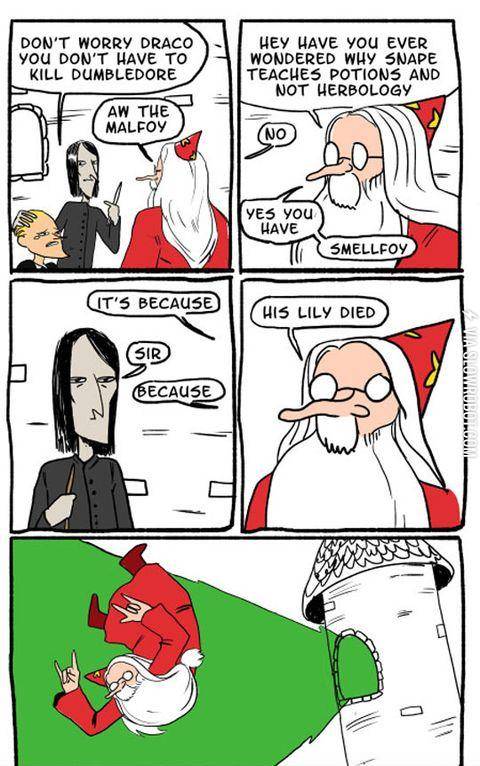 DON'T WORRY DRACO
YOU DON'T HAVE TO
KILL DUMBLEDORE
AW THE
MALFOY
HEY HAVE YOU EVER
WONDERED WHY SNAPE
TEACHES POTIONS AND
NOT HERBOLOGY
NO
YES YOU
HAVE
SMELLFOY
IT'S BECAUSE
SIR
BECAUSE
HIS LILY DIED
VIA SLOWROBOT.COM